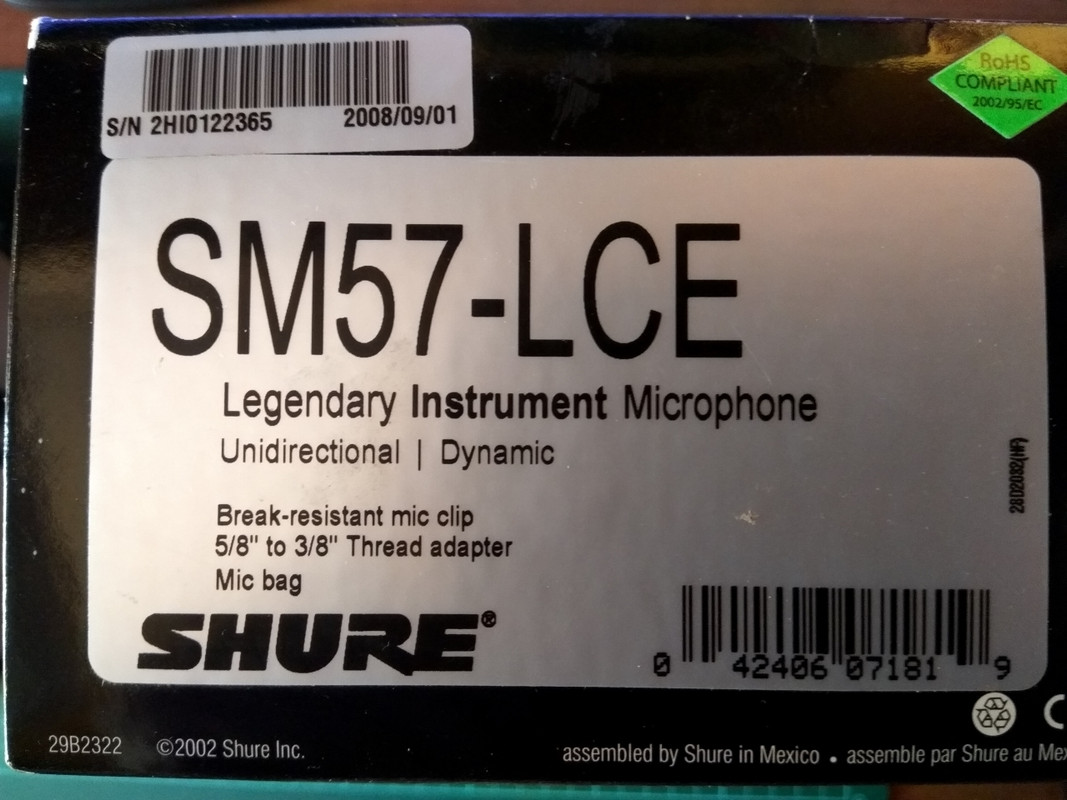 S/N 2HI0122365 2008/09/01
RoHS
COMPLIANT
2002/95/EC
SM57-LCE
Legendary Instrument Microphone
Unidirectional | Dynamic
Break-resistant mic clip
5/8" to 3/8" Thread adapter
Mic bag
28D2032(HF)
SHURE®
0 42406 07181 9
29B2322 ©2002 Shure Inc.
assembled by Shure in Mexico • assemble par Shure au Mex